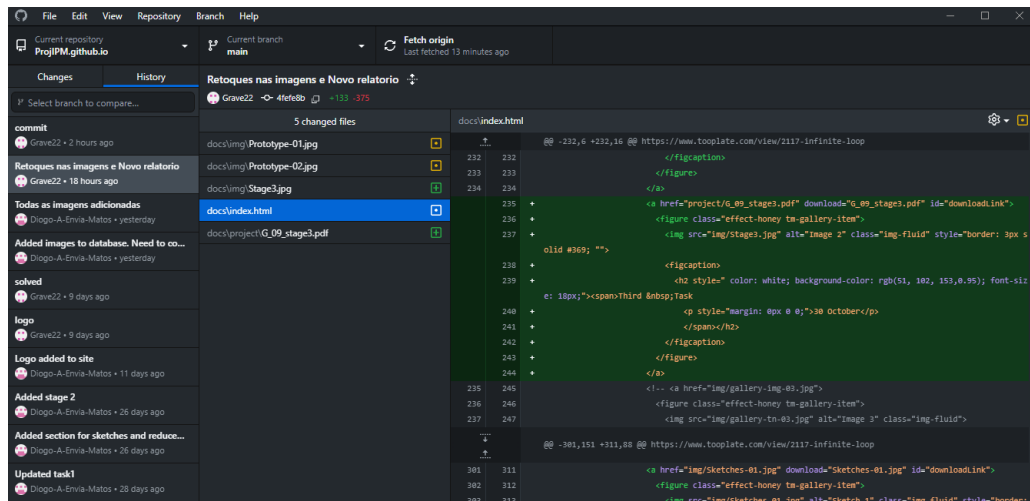 File Edit View Repository Branch Help
Current repository
ProjIPM.github.io
Current branch
main
Fetch origin
Last fetched 13 minutes ago
Changes History
Select branch to compare...
commit
Grave22 • 2 hours ago
Retoques nas imagens e Novo relatorio
Grave22 • 18 hours ago
Todas as imagens adicionadas
Diogo-A-Envia-Matos • yesterday
Added images to database. Need to co...
Diogo-A-Envia-Matos • yesterday
solved
Grave22 • 9 days ago
logo
Grave22 • 9 days ago
Logo added to site
Diogo-A-Envia-Matos • 11 days ago
Added stage 2
Diogo-A-Envia-Matos • 26 days ago
Added section for sketches and reduce...
Diogo-A-Envia-Matos • 26 days ago
Updated task1
Diogo-A-Envia-Matos • 28 days ago
Retoques nas imagens e Novo relatorio
Grave22 4fefe8b +133 -375
5 changed files
docs\img\Prototype-01.jpg
docs\img\Prototype-02.jpg
docs\img\Stage3.jpg
docs\index.html
docs\project\G_09_stage3.pdf
docs\index.html
@@ -232,6 +232,16 @@ https://www.tooplate.com/view/2117-infinite-loop
232 232 </figcaption>
233 233 </figure>
234 234 </a>
235 + <a href="project/G_09_stage3.pdf" download="G_09_stage3.pdf" id="downloadLink">
236 + <figure class="effect-honey tm-gallery-item">
237 + <img src="img/Stage3.jpg" alt="Image 2" class="img-fluid" style="border: 3px s
olid #369; "">
238 + <figcaption>
239 + <h2 style=" color: white; background-color: rgb(51, 102, 153,0.95); font-siz
e: 18px;"><span>Third &nbsp;Task
240 + <p style="margin: 0px 0 0;">30 October</p>
241 + </span></h2>
242 + </figcaption>
243 + </figure>
244 + </a>
235 245 <!-- <a href="img/gallery-img-03.jpg">
236 246 <figure class="effect-honey tm-gallery-item">
237 247 <img src="img/gallery-tn-03.jpg" alt="Image 3" class="img-fluid">
@@ -301,151 +311,88 @@ https://www.tooplate.com/view/2117-infinite-loop
301 311 <a href="img/Sketches-01.jpg" download="Sketches-01.jpg" id="downloadLink">
302 312 <figure class="effect-honey tm-gallery-item">
303 313 <img src="img/Sketches-01.jpg" alt="Sketch 1" class="img-fluid" style="border: